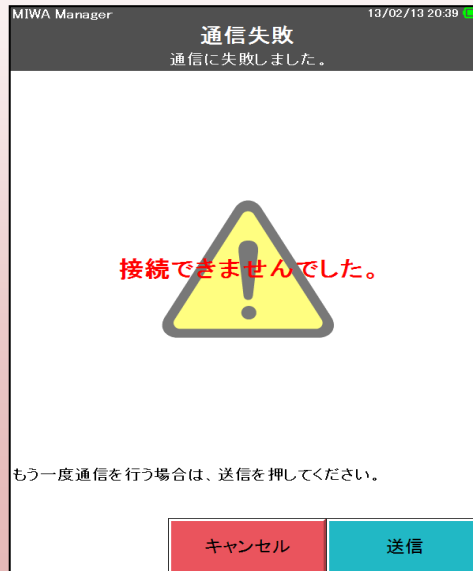 MIWA Manager 13/02/13 20:39
通信失敗
通信に失敗しました。
接続できませんでした。
もう一度通信を行う場合は、送信を押してください。
キャンセル 送信